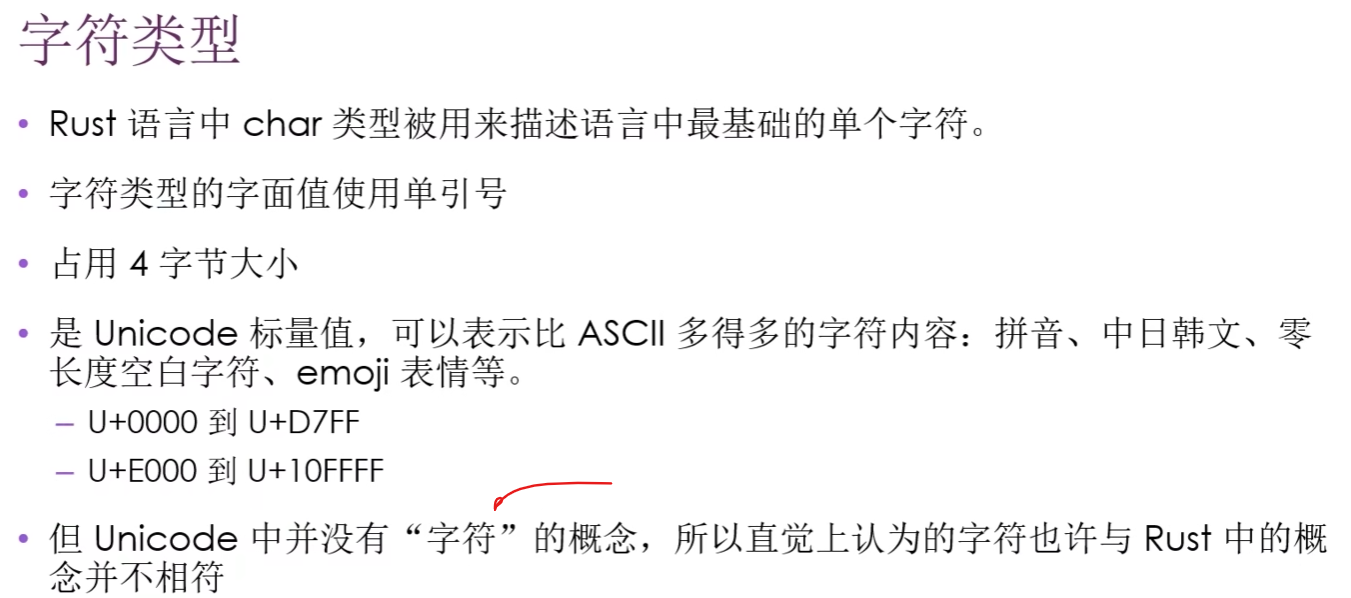 字符类型
• Rust 语言中 char 类型被用来描述语言中最基础的单个字符。
• 字符类型的字面值使用单引号
• 占用 4 字节大小
• 是 Unicode 标量值，可以表示比 ASCII 多得多的字符内容：拼音、中日韩文、零
长度空白字符、emoji 表情等。
– U+0000 到 U+D7FF
– U+E000 到 U+10FFFF
• 但 Unicode 中并没有“字符”的概念，所以直觉上认为的字符也许与 Rust 中的概
念并不相符